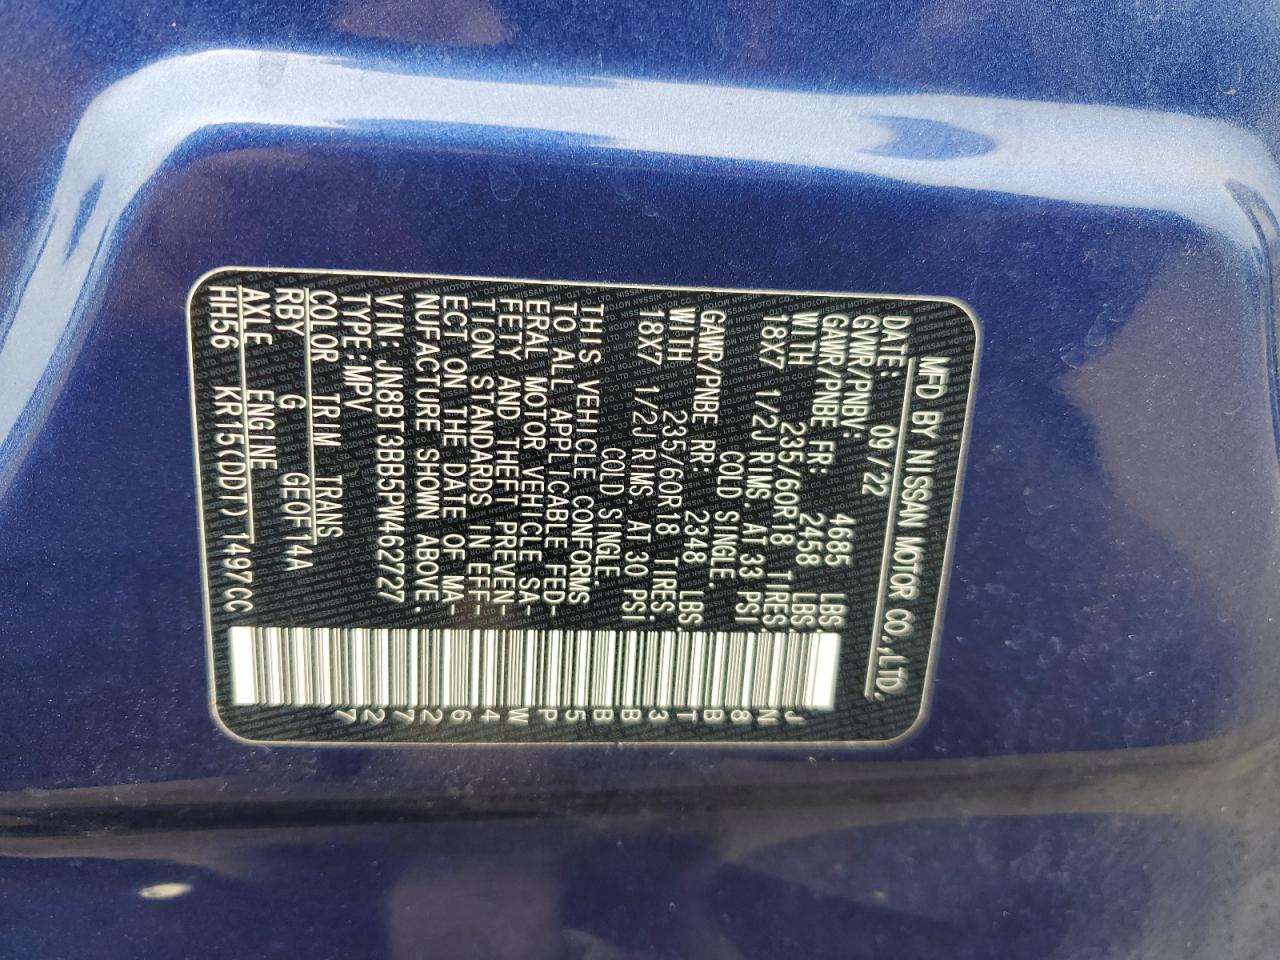 MFD BY NISSAN MOTOR CO.,LTD.
DATE: 09/22
GVWR/PNBV: 4685 LBS.
GAWR/PNBE FR: 2458 LBS.
WITH 235/60R18 TIRES.
18X7 1/2J RIMS. AT 33 PSI
COLD SINGLE
GAWR/PNBE RR: 2348 LBS.
WITH 235/60R18 TIRES.
18X7 1/2J RIMS. AT 30 PSI
COLD SINGLE.
THIS VEHICLE CONFORMS
TO ALL APPLICABLE FED-
ERAL MOTOR VEHICLE SA-
FETY AND THEFT PREVEN-
TION STANDARDS IN EFF-
ECT ON THE DATE OF MA-
NUFACTURE SHOWN ABOVE.
VIN: JN8BT3BB5PW462727
TYPE: MPV
COLOR TRIM TRANS
RBY G GE0F14A
AXLE ENGINE
HH56 KR15(DDT)1497CC
JN8BT3BB5PW462727